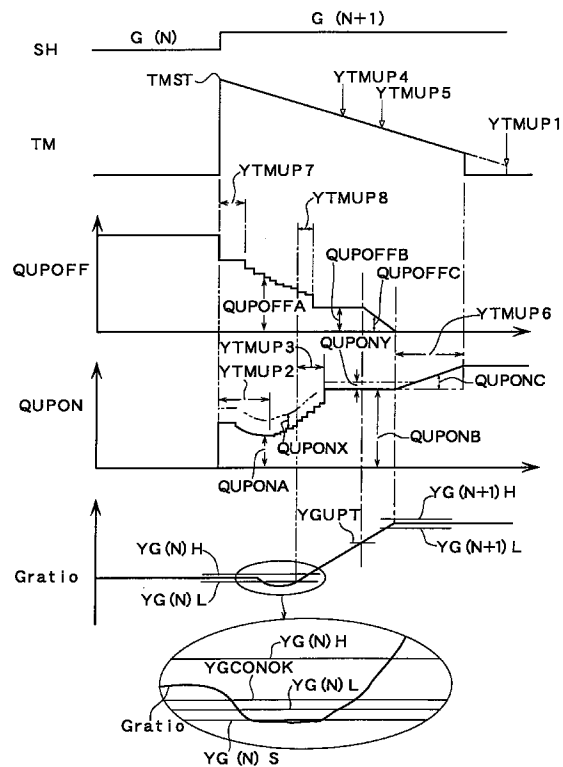 G (N)
G (N+1)
SH
TMST
YTMUP4
YTMUP5
YTMUP1
TM
YTMUP7
YTMUP8
QUPOFFB
QUPOFF
QUPOFFC
QUPOFFA
YTMUP6
QUPONY
YTMUP3
YTMUP2
QUPONC
QUPON
QUPONX
QUPONB
QUPONA
YG (N+1) H
YGUPT
YG (N) H
YG (N+1) L
Gratio
YG (N) L
YG (N) H
YGCONOK
YG (N) L
Gratio
YG (N) S